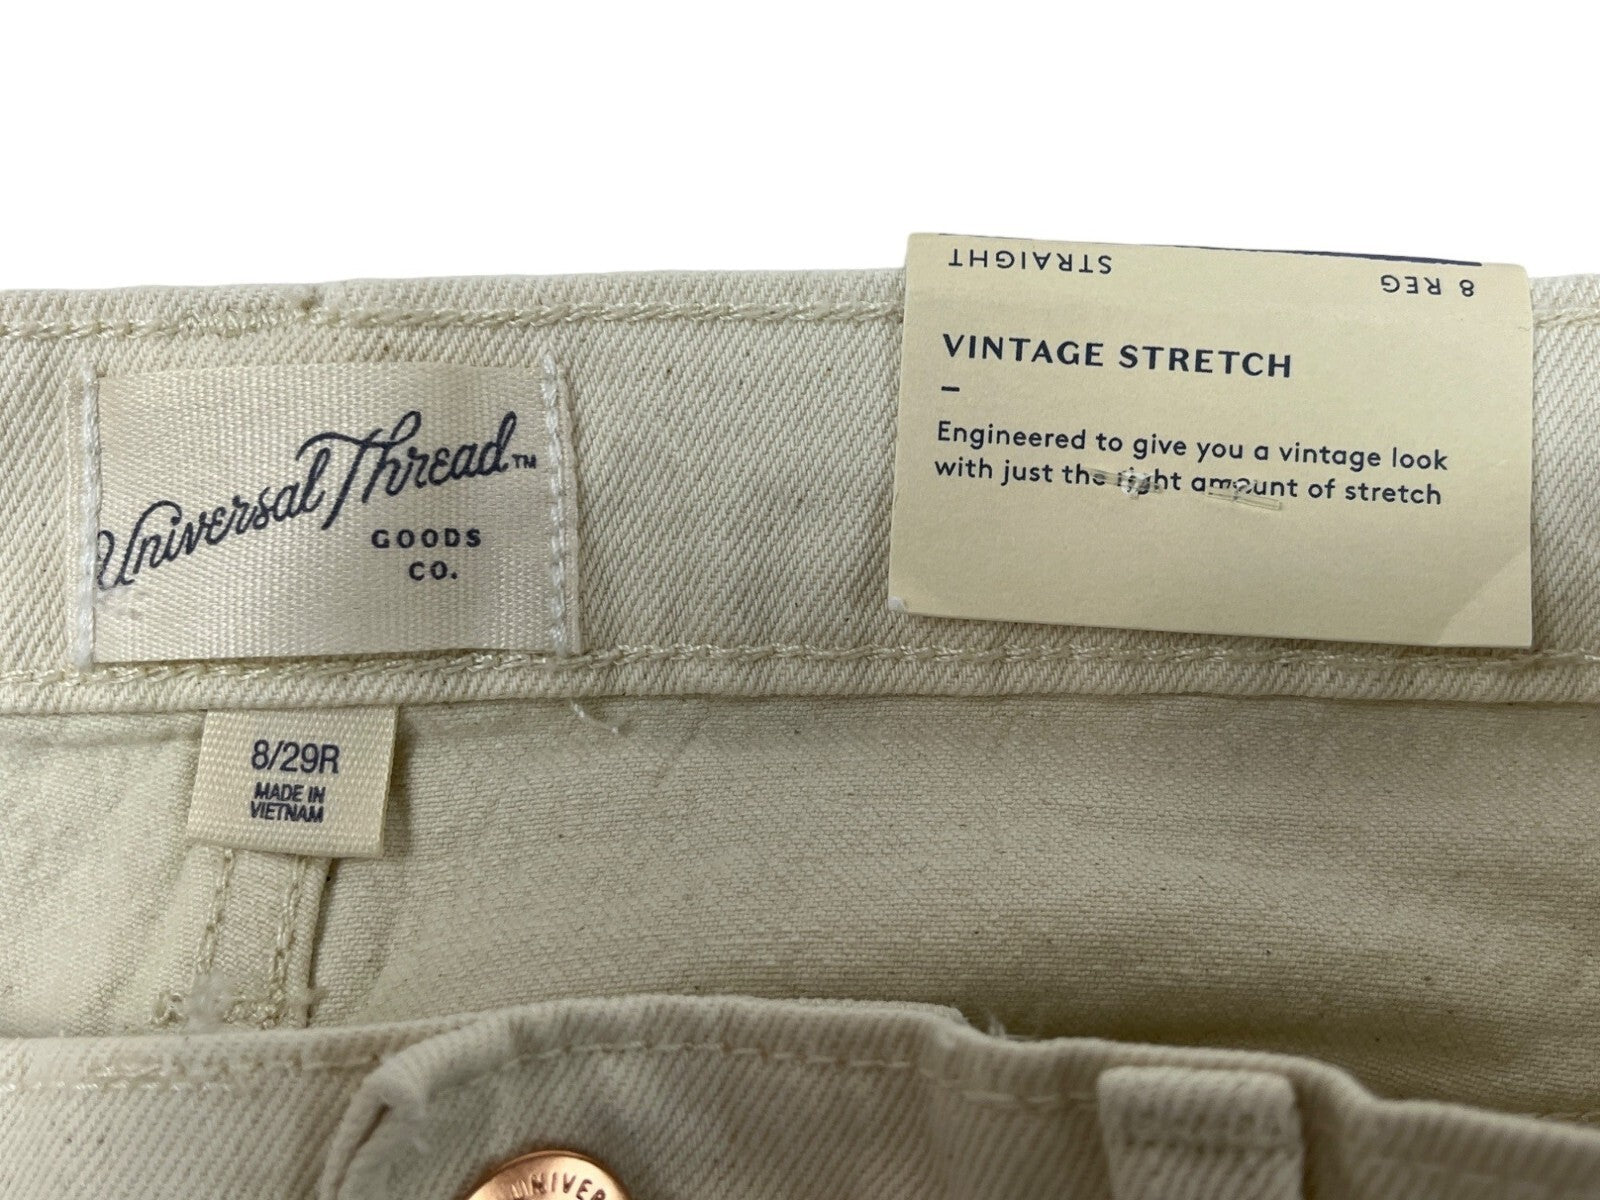 STRAIGHT 8 REG
VINTAGE STRETCH
–
Engineered to give you a vintage look
with just the right amount of stretch
Universal Thread™
GOODS
CO.
8/29R
MADE IN
VIETNAM
UNIVER